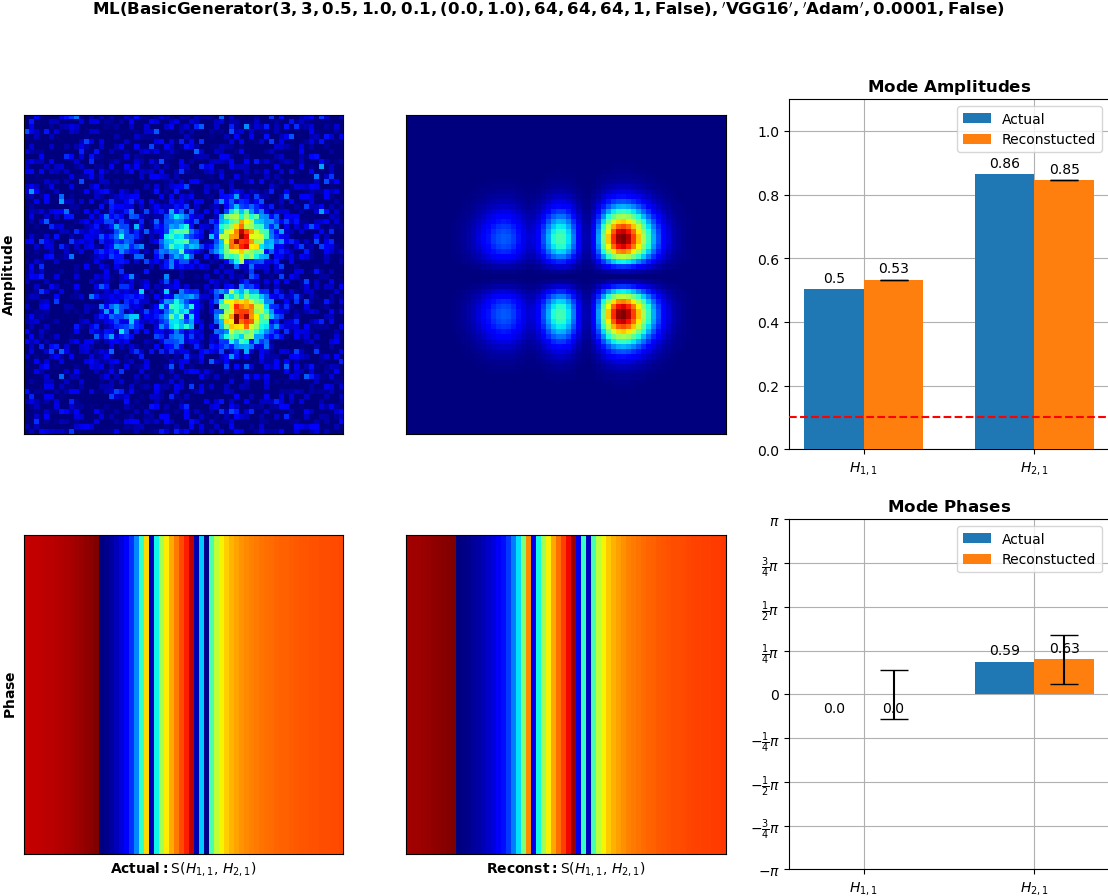 ML(BasicGenerator(3, 3, 0.5, 1.0, 0.1, (0.0, 1.0), 64, 64, 64, 1, False), ′VGG16′, ′Adam′, 0.0001, False)
Mode Amplitudes
Amplitude
1.0
0.8
0.6
0.4
0.2
0.0
Actual
Reconstucted
0.5
0.53
0.86
0.85
H1,1
H2,1
Mode Phases
Phase
π
3/4π
1/2π
1/4π
0
−1/4π
−1/2π
−3/4π
−π
Actual
Reconstucted
0.0
0.0
0.59
0.63
H1,1
H2,1
Actual: S(H1,1, H2,1)
Reconst: S(H1,1, H2,1)